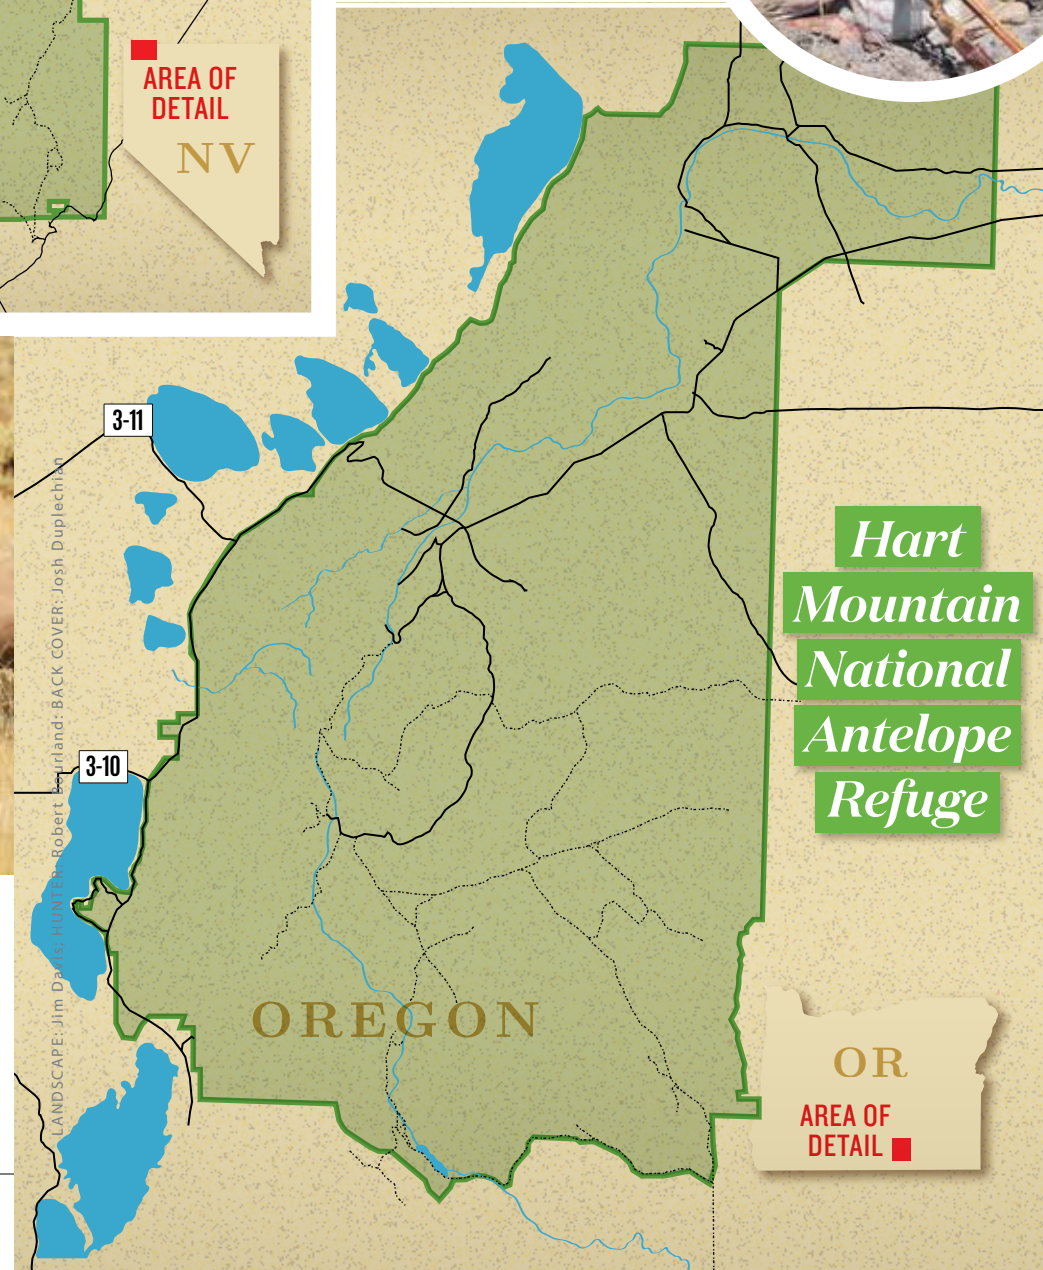 AREA OF
DETAIL
NV
3-11
Hart
Mountain
National
Antelope
Refuge
3-10
OREGON
OR
AREA OF
DETAIL
LANDSCAPE: Jim Davis; HUNTER: Robert Bourland; BACK COVER: Josh Duplechian